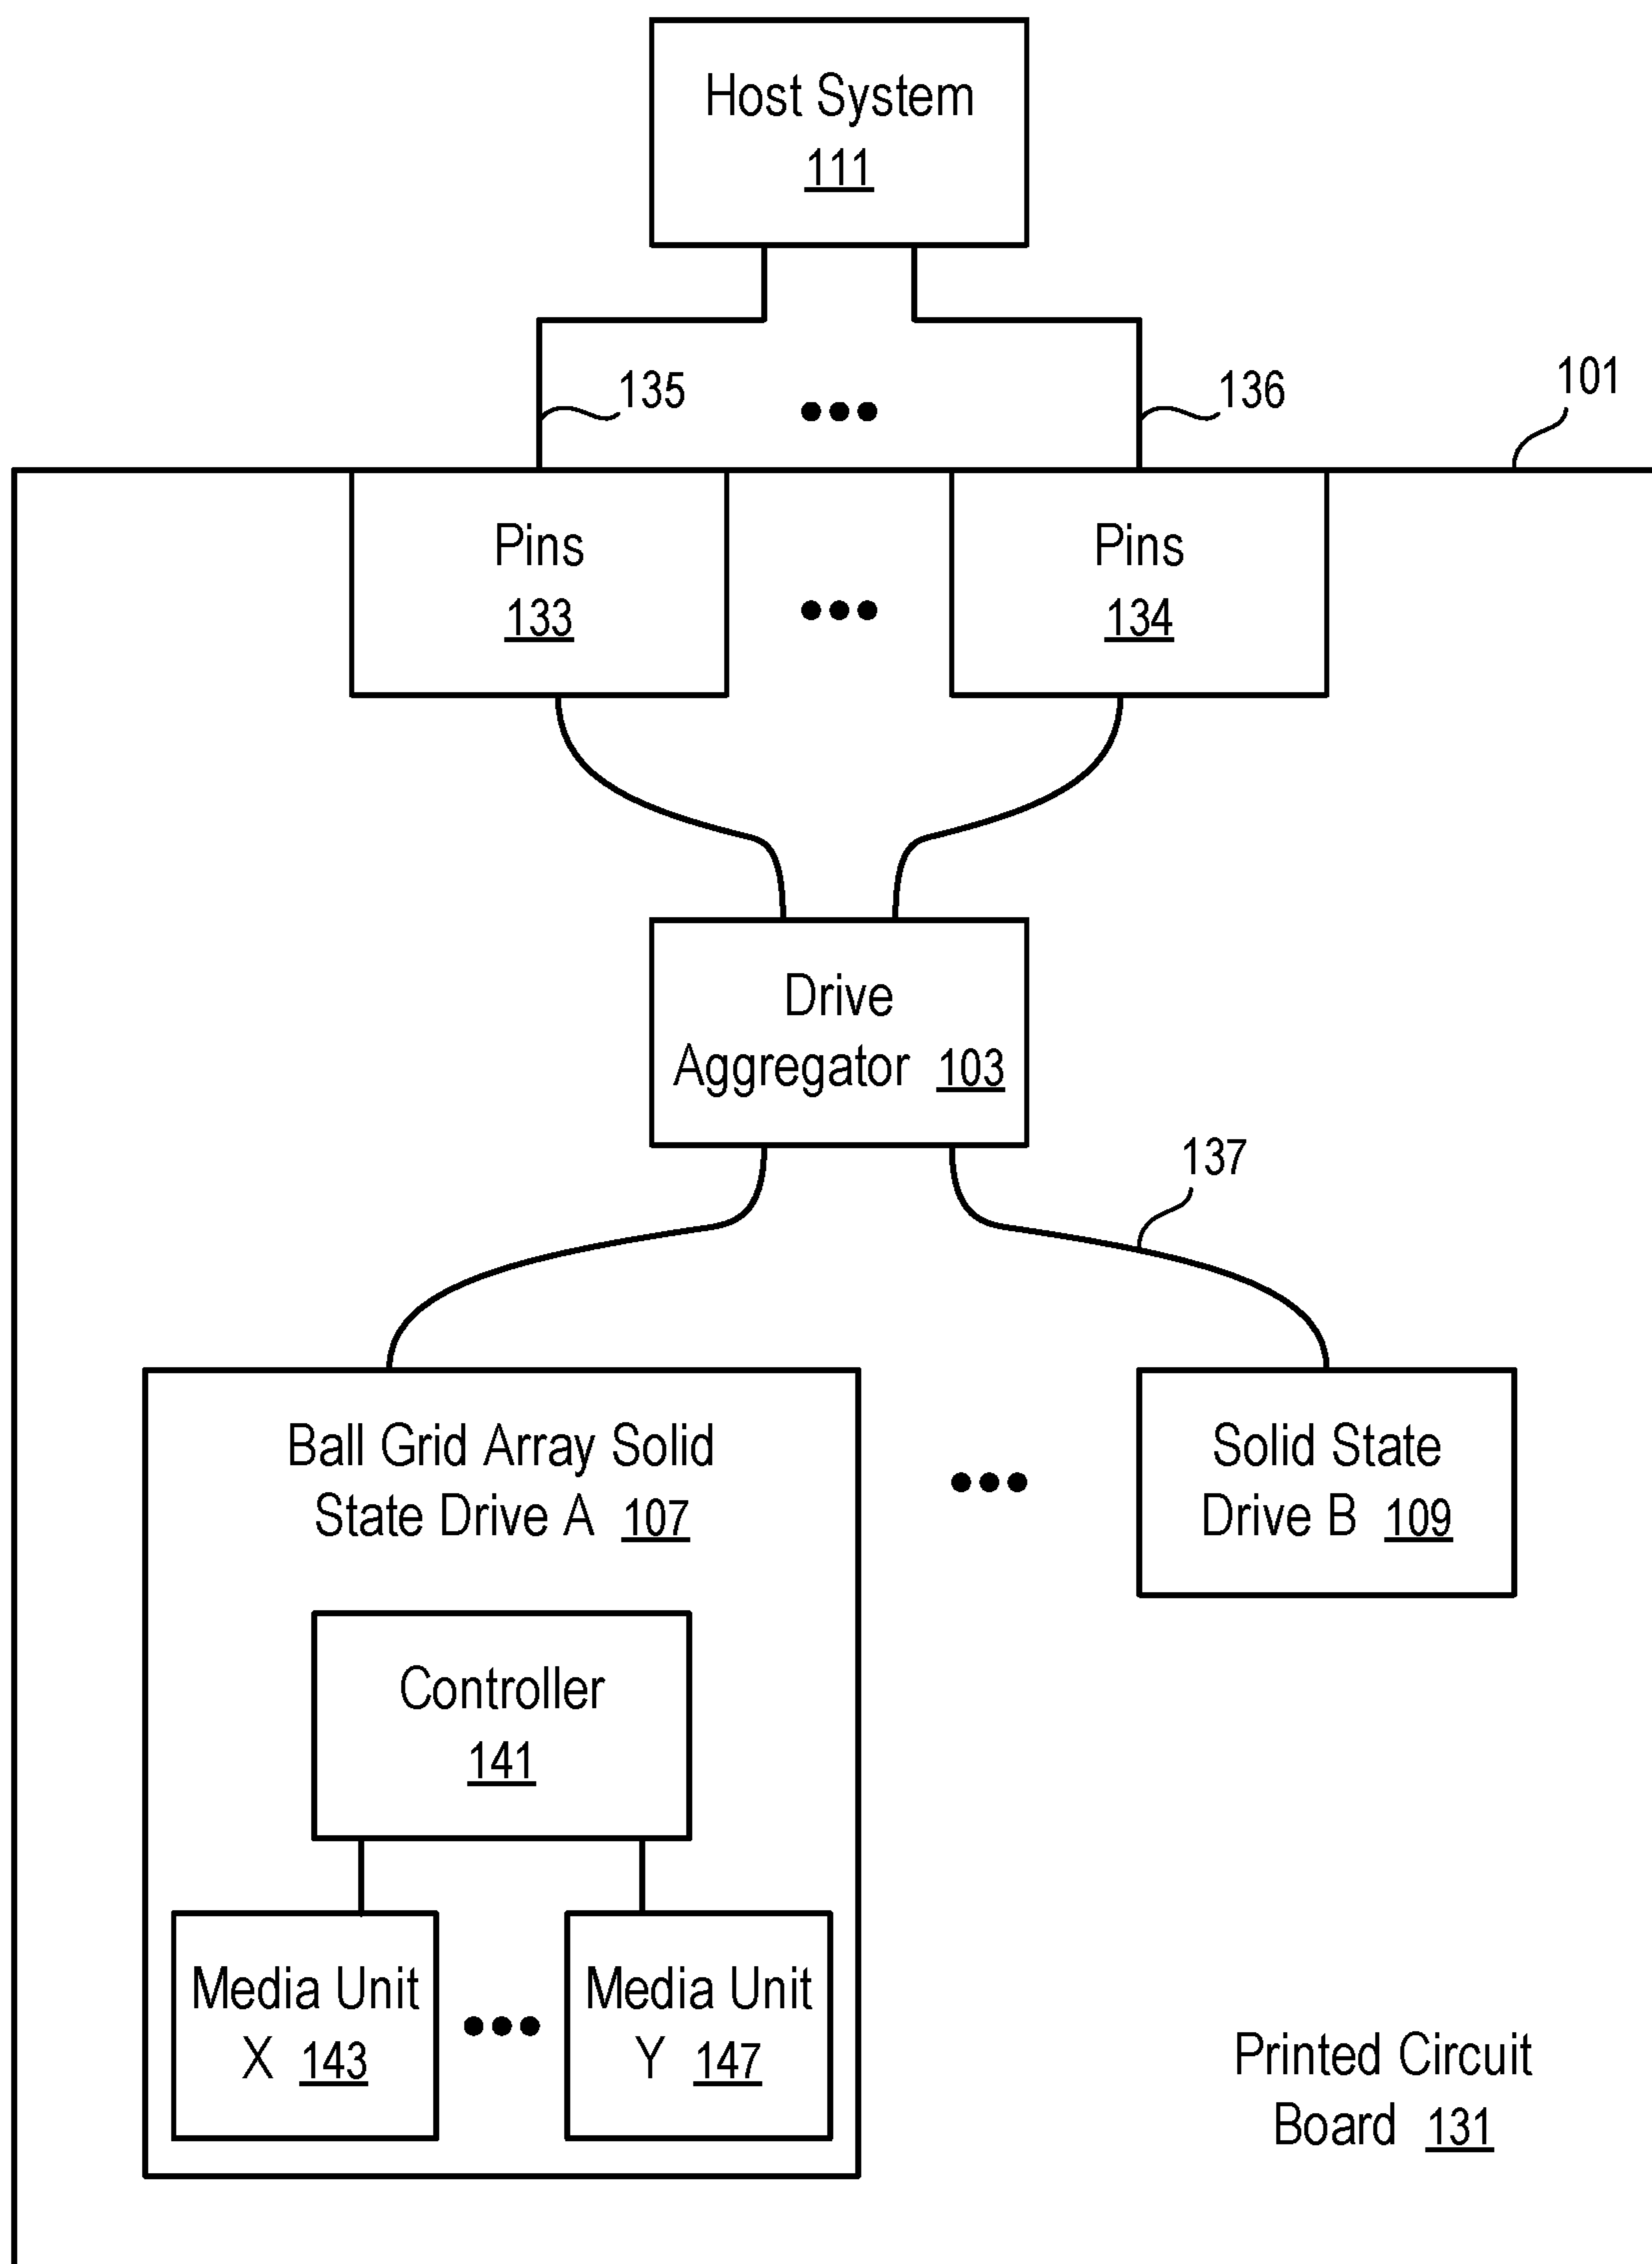 Host System
111
135
136
101
Pins
133
Pins
134
Drive
Aggregator 103
137
Ball Grid Array Solid
State Drive A 107
Solid State
Drive B 109
Controller
141
Media Unit
X 143
Media Unit
Y 147
Printed Circuit
Board 131